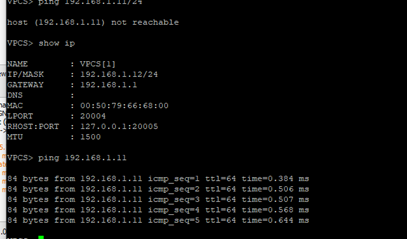 VPCS> ping 192.168.1.11/24
host (192.168.1.11) not reachable
VPCS> show ip
NAME : VPCS[1]
IP/MASK : 192.168.1.12/24
GATEWAY : 192.168.1.1
DNS :
MAC : 00:50:79:66:68:00
LPORT : 20004
RHOST:PORT : 127.0.0.1:20005
MTU : 1500
VPCS> ping 192.168.1.11
84 bytes from 192.168.1.11 icmp_seq=1 ttl=64 time=0.384 ms
84 bytes from 192.168.1.11 icmp_seq=2 ttl=64 time=0.506 ms
84 bytes from 192.168.1.11 icmp_seq=3 ttl=64 time=0.507 ms
84 bytes from 192.168.1.11 icmp_seq=4 ttl=64 time=0.568 ms
84 bytes from 192.168.1.11 icmp_seq=5 ttl=64 time=0.644 ms
VPCS>